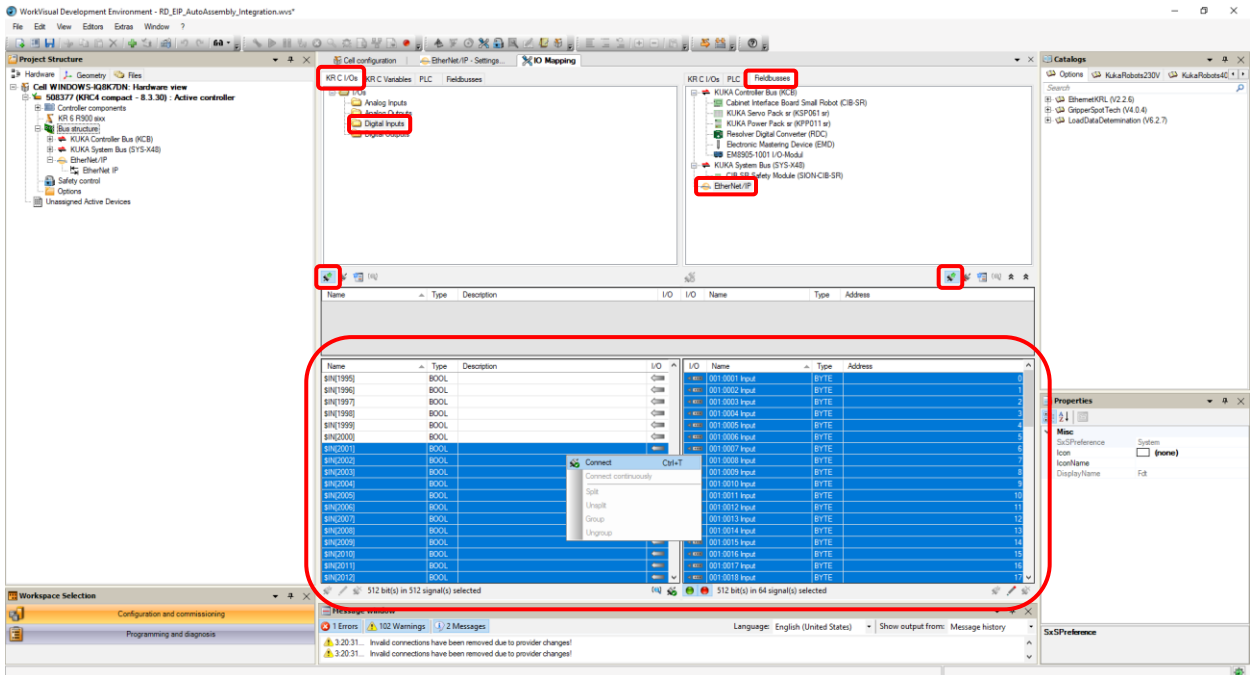 WorkVisual Development Environment - RD_EIP_AutoAssembly_Integration.wvs*
File Edit View Editors Extras Window ?
Project Structure
Hardware Geometry Files
Cell WINDOWS-IQ8K7DN: Hardware view
508377 (KRC4 compact - 8.3.30) : Active controller
Controller components
KR 6 R900 sixx
Bus structure
KUKA Controller Bus (KCB)
KUKA System Bus (SYS-X48)
EtherNet/IP
EtherNet IP
Safety control
Options
Unassigned Active Devices
Workspace Selection
Configuration and commissioning
Programming and diagnosis
Cell configuration EtherNet/IP - Settings... IO Mapping
KR C I/Os KR C Variables PLC Fieldbusses
I/Os
Analog Inputs
Analog Outputs
Digital Inputs
Digital Outputs
KR C I/Os PLC Fieldbusses
KUKA Controller Bus (KCB)
Cabinet Interface Board Small Robot (CIB-SR)
KUKA Servo Pack sr (KSP061 sr)
KUKA Power Pack sr (KPP011 sr)
Resolver Digital Converter (RDC)
Electronic Mastering Device (EMD)
EM8905-1001 I/O-Modul
KUKA System Bus (SYS-X48)
CIB-SR Safety Module (SION-CIB-SR)
EtherNet/IP
Name Type Description I/O I/O Name Type Address
Name Type Description I/O I/O Name Type Address
$IN[1995] BOOL 001:0001 Input BYTE 0
$IN[1996] BOOL 001:0002 Input BYTE 1
$IN[1997] BOOL 001:0003 Input BYTE 2
$IN[1998] BOOL 001:0004 Input BYTE 3
$IN[1999] BOOL 001:0005 Input BYTE 4
$IN[2000] BOOL 001:0006 Input BYTE 5
$IN[2001] BOOL 001:0007 Input BYTE 6
$IN[2002] BOOL 001:0008 Input BYTE 7
$IN[2003] BOOL 001:0009 Input BYTE 8
$IN[2004] BOOL 001:0010 Input BYTE 9
$IN[2005] BOOL 001:0011 Input BYTE 10
$IN[2006] BOOL 001:0012 Input BYTE 11
$IN[2007] BOOL 001:0013 Input BYTE 12
$IN[2008] BOOL 001:0014 Input BYTE 13
$IN[2009] BOOL 001:0015 Input BYTE 14
$IN[2010] BOOL 001:0016 Input BYTE 15
$IN[2011] BOOL 001:0017 Input BYTE 16
$IN[2012] BOOL 001:0018 Input BYTE 17
Connect Ctrl+T
Connect continuously
Split
Unsplit
Group
Ungroup
512 bit(s) in 512 signal(s) selected
512 bit(s) in 64 signal(s) selected
Message window
1 Errors 102 Warnings 2 Messages Language: English (United States) Show output from: Message history
3:20:31... Invalid connections have been removed due to provider changes!
3:20:31... Invalid connections have been removed due to provider changes!
Catalogs
Options KukaRobots230V KukaRobots40
Search
EthernetKRL (V2.2.6)
GripperSpotTech (V4.0.4)
LoadDataDetermination (V6.2.7)
Properties
Misc
SxSPreference System
Icon (none)
IconName
DisplayName Fdt
SxSPreference